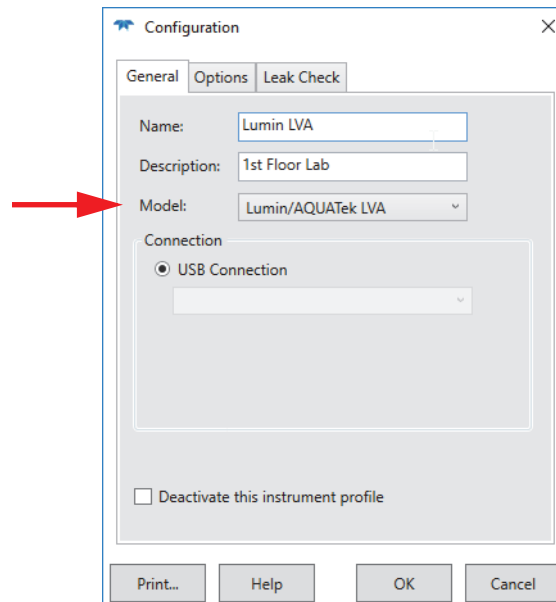 Configuration
General Options Leak Check
Name: Lumin LVA
Description: 1st Floor Lab
Model: Lumin/AQUATek LVA
Connection
USB Connection
Deactivate this instrument profile
Print... Help OK Cancel